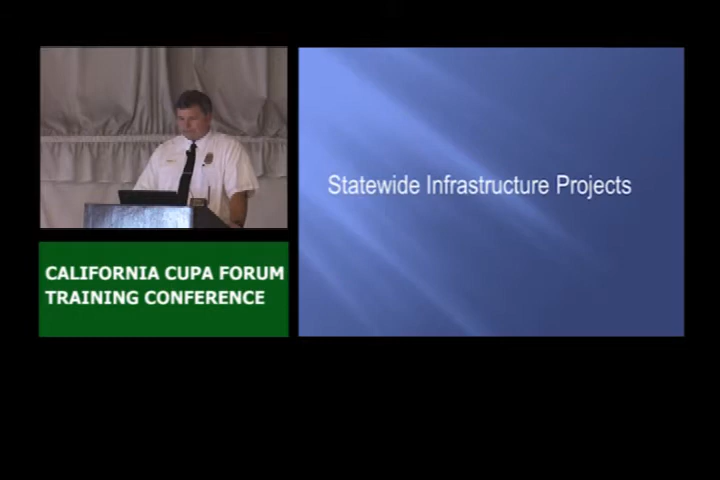 Statewide Infrastructure Projects
CALIFORNIA CUPA FORUM
TRAINING CONFERENCE